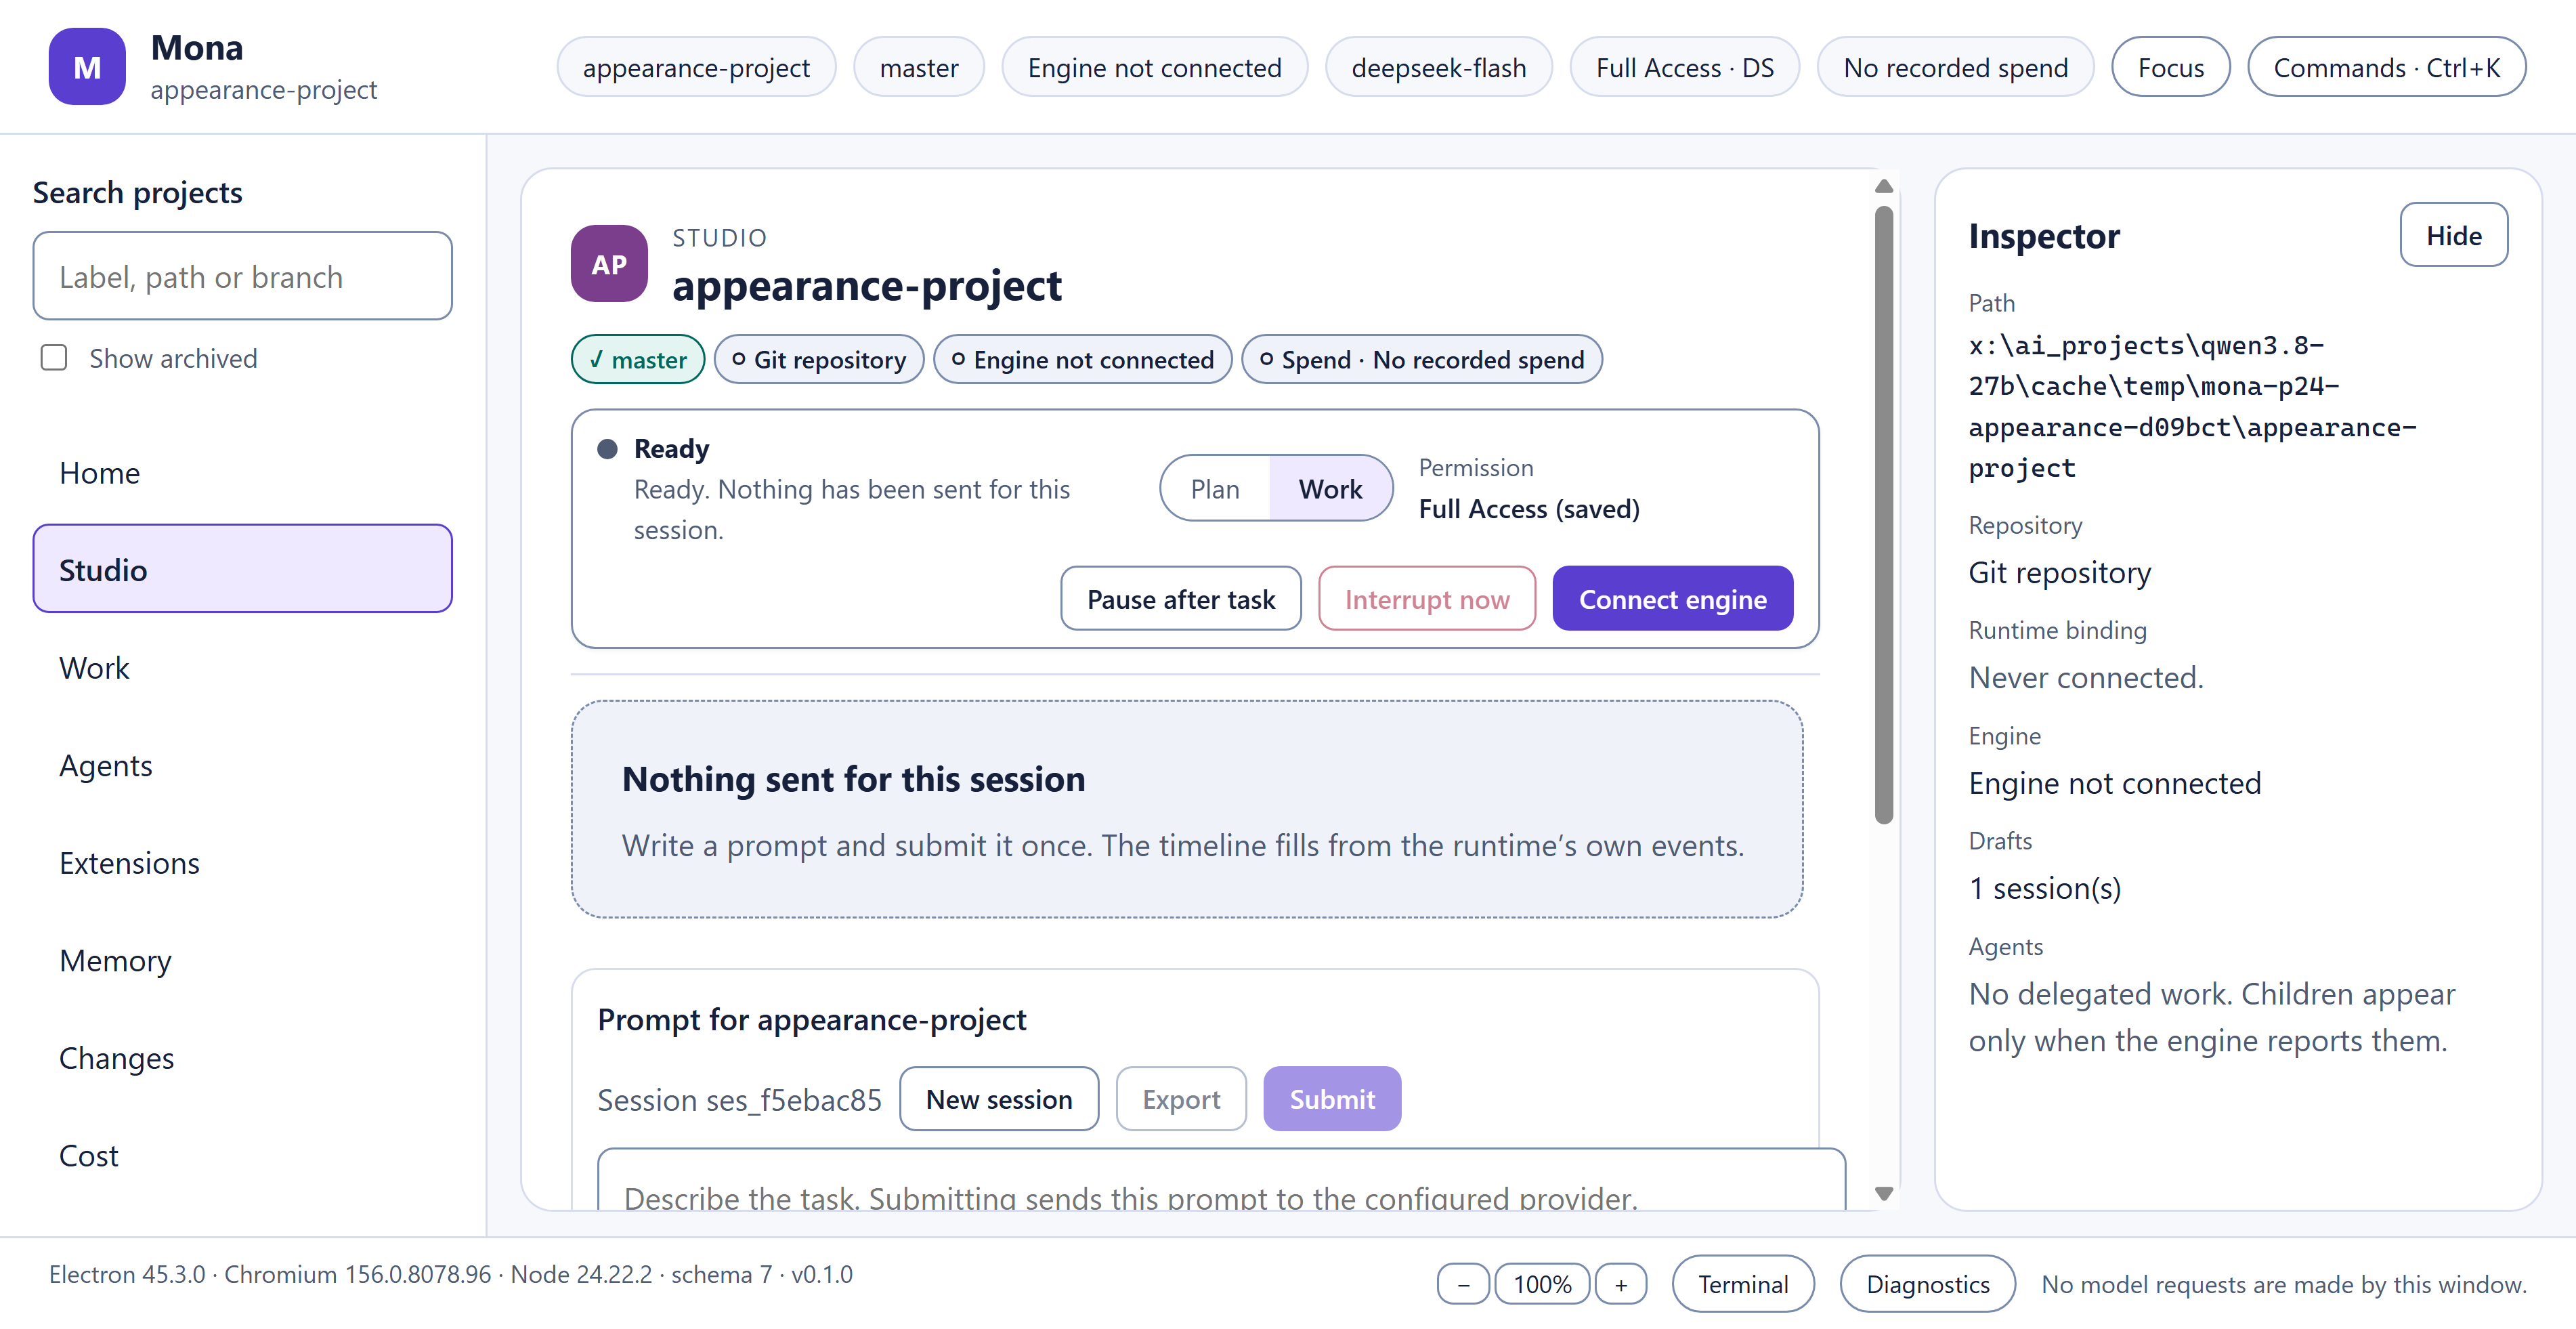 M
Mona
appearance-project
appearance-project
master
Engine not connected
deepseek-flash
Full Access · DS
No recorded spend
Focus
Commands · Ctrl+K
Search projects
Label, path or branch
Show archived
Home
Studio
Work
Agents
Extensions
Memory
Changes
Cost
AP
STUDIO
appearance-project
✓ master
Git repository
Engine not connected
Spend · No recorded spend
Ready
Ready. Nothing has been sent for this
session.
Plan
Work
Permission
Full Access (saved)
Pause after task
Interrupt now
Connect engine
Nothing sent for this session
Write a prompt and submit it once. The timeline fills from the runtime’s own events.
Prompt for appearance-project
Session ses_f5ebac85
New session
Export
Submit
Describe the task. Submitting sends this prompt to the configured provider.
Inspector
Hide
Path
x:\ai_projects\qwen3.8-
27b\cache\temp\mona-p24-
appearance-d09bct\appearance-
project
Repository
Git repository
Runtime binding
Never connected.
Engine
Engine not connected
Drafts
1 session(s)
Agents
No delegated work. Children appear
only when the engine reports them.
Electron 45.3.0 · Chromium 156.0.8078.96 · Node 24.22.2 · schema 7 · v0.1.0
−
100%
+
Terminal
Diagnostics
No model requests are made by this window.